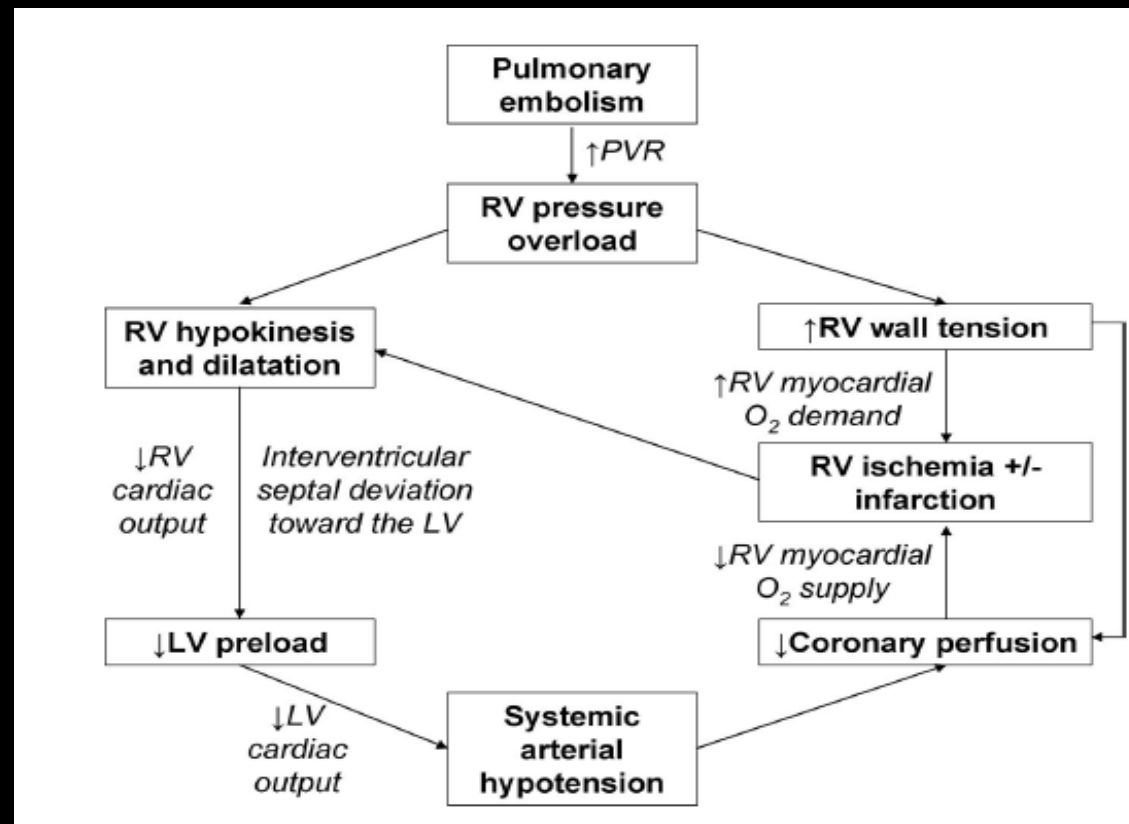 Pulmonary
embolism
↑PVR
RV pressure
overload
RV hypokinesis
and dilatation
↑RV wall tension
↑RV myocardial
O₂ demand
↓RV
cardiac
output
Interventricular
septal deviation
toward the LV
RV ischemia +/-
infarction
↓RV myocardial
O₂ supply
↓LV preload
↓Coronary perfusion
↓LV
cardiac
output
Systemic
arterial
hypotension